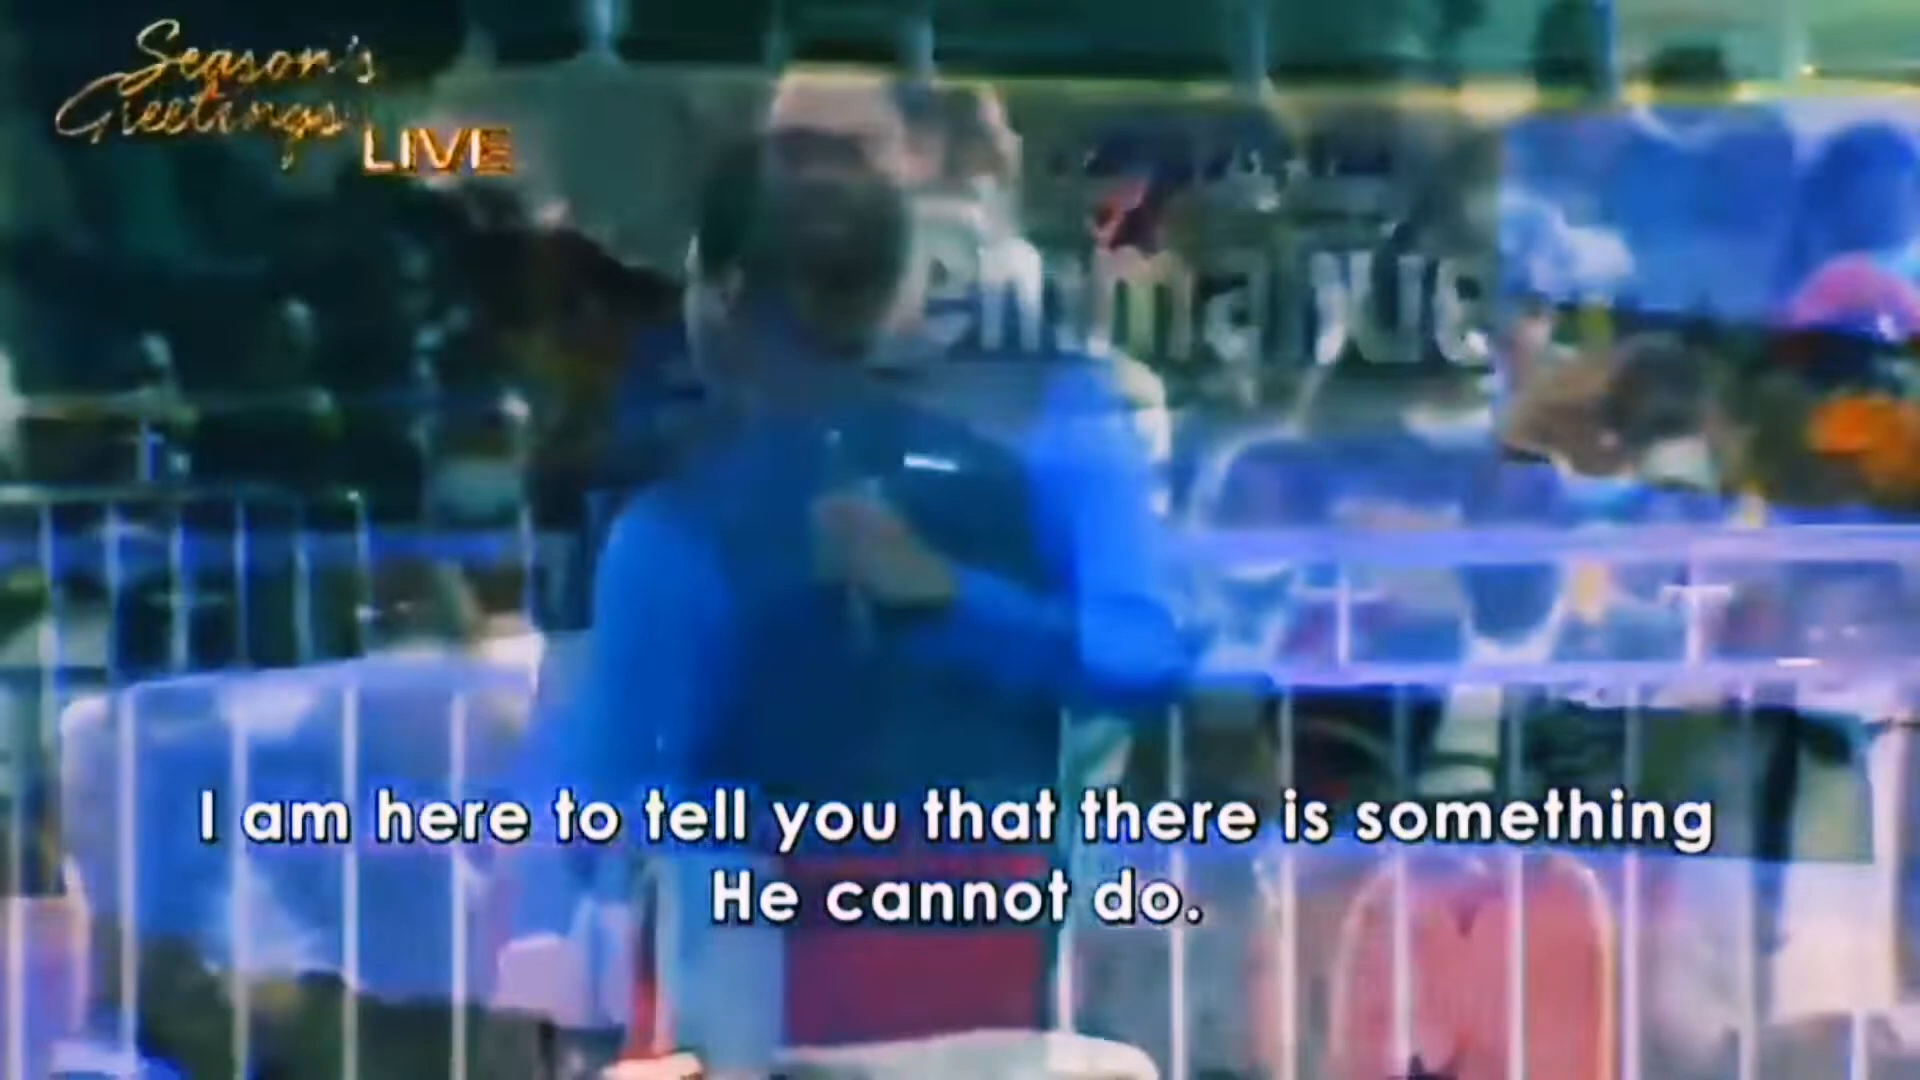 Season's
Greetings
LIVE
I am here to tell you that there is something
He cannot do.